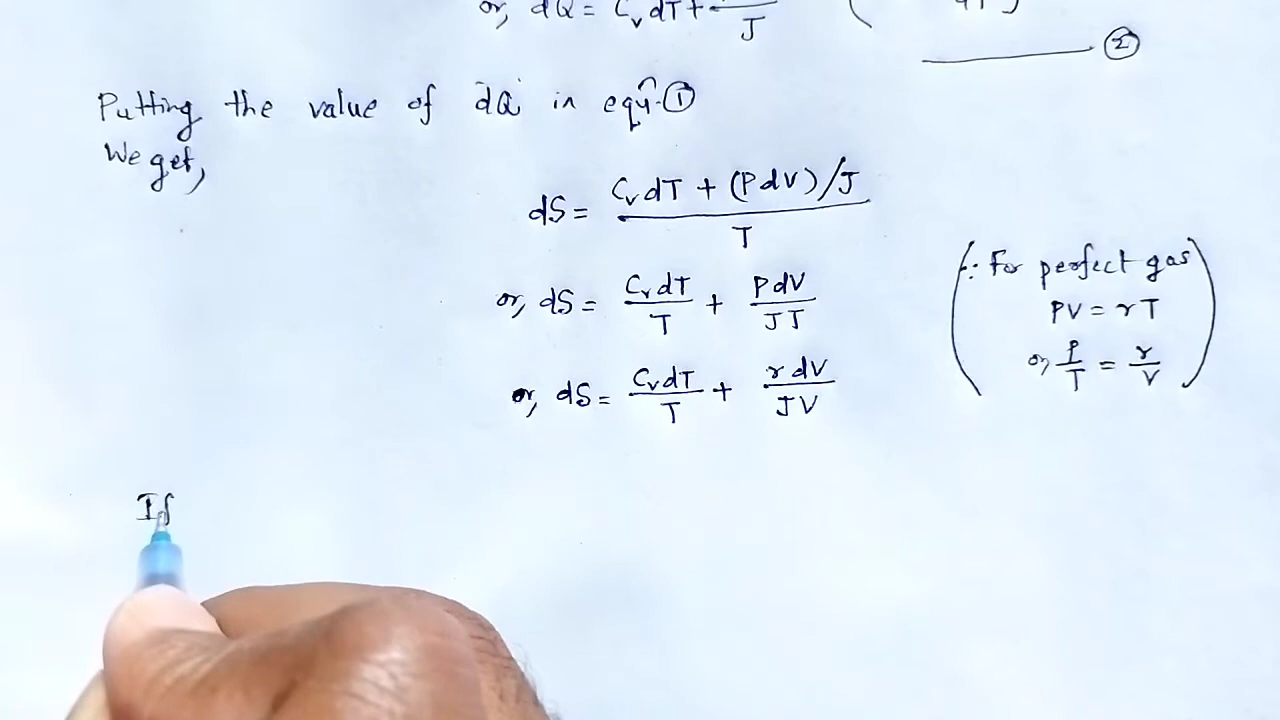 or, dQ = CᵥdT + /J
②
Putting the value of dQ in equⁿ.①
We get,
dS = (CᵥdT + (PdV)/J)/T
or, dS = CᵥdT/T + PdV/JT
or, dS = CᵥdT/T + rdV/JV
(∵ For perfect gas
PV = rT
or, P/T = r/V)
If